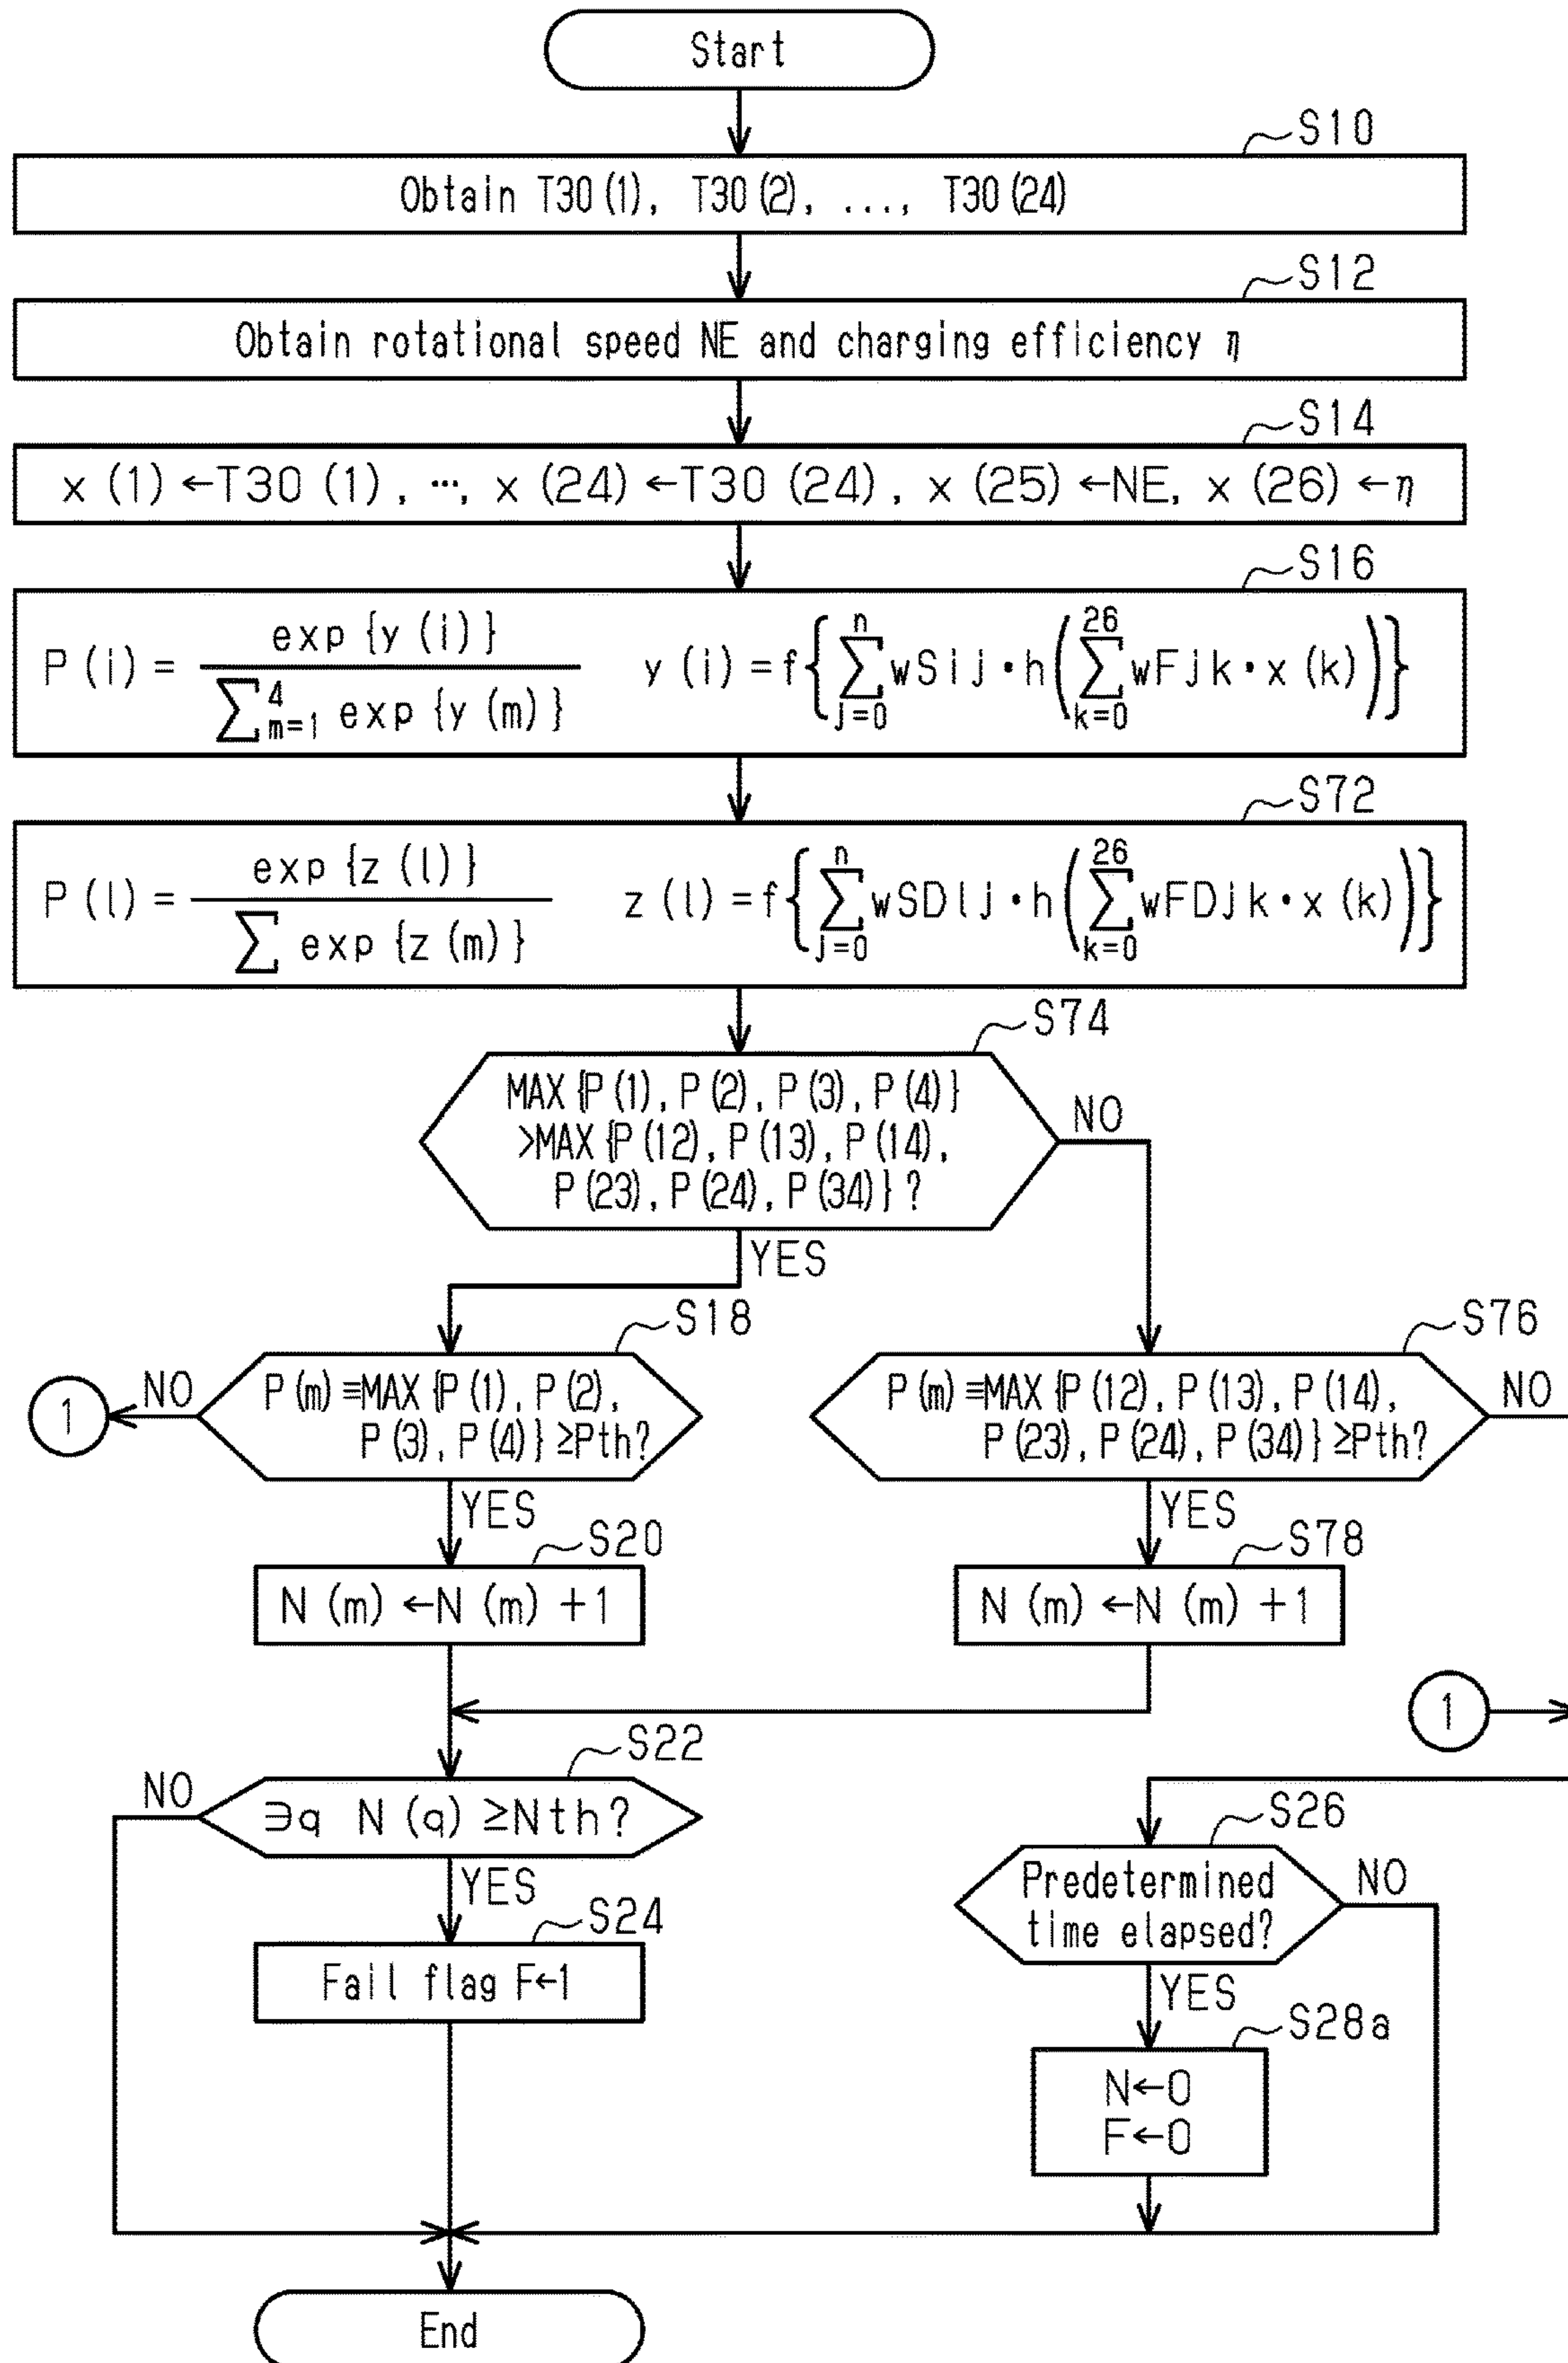 Start
S10
Obtain T30(1), T30(2), ..., T30(24)
S12
Obtain rotational speed NE and charging efficiency η
S14
x(1)←T30(1), …, x(24)←T30(24), x(25)←NE, x(26)←η
S16
P(i) = exp{y(i)} / ∑⁴ₘ₌₁ exp{y(m)}  y(i) = f{∑ⁿⱼ₌₀ wSij・h(∑²⁶ₖ₌₀ wFjk・x(k))}
S72
P(l) = exp{z(l)} / ∑ exp{z(m)}  z(l) = f{∑ⁿⱼ₌₀ wSDlj・h(∑²⁶ₖ₌₀ wFDjk・x(k))}
S74
MAX{P(1), P(2), P(3), P(4)}
>MAX{P(12), P(13), P(14),
P(23), P(24), P(34)}?
NO
YES
S18
P(m)≡MAX{P(1), P(2),
P(3), P(4)}≥Pth?
NO
1
YES
S76
P(m)≡MAX{P(12), P(13), P(14),
P(23), P(24), P(34)}≥Pth?
NO
YES
S20
N(m)←N(m)+1
S78
N(m)←N(m)+1
1
S22
∃q N(q)≥Nth?
NO
YES
S24
Fail flag F←1
S26
Predetermined
time elapsed?
NO
YES
S28a
N←0
F←0
End